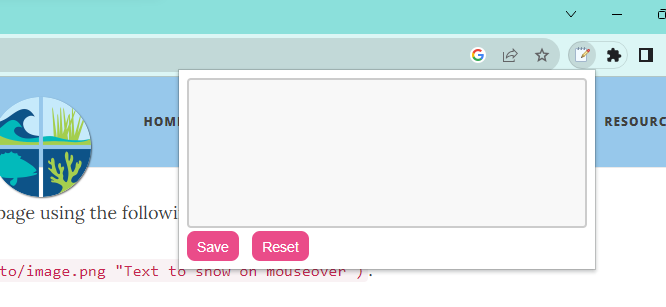 HOM
RESOURC
page using the followi
Save Reset
to/image.png "Text to show on mouseover").